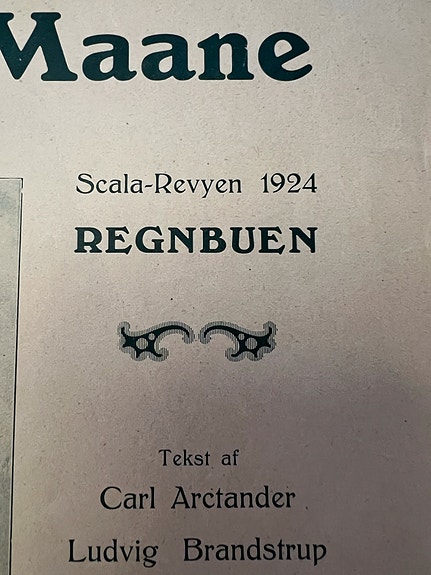 Maane
Scala-Revyen 1924
REGNBUEN
Tekst af
Carl Arctander
Ludvig Brandstrup